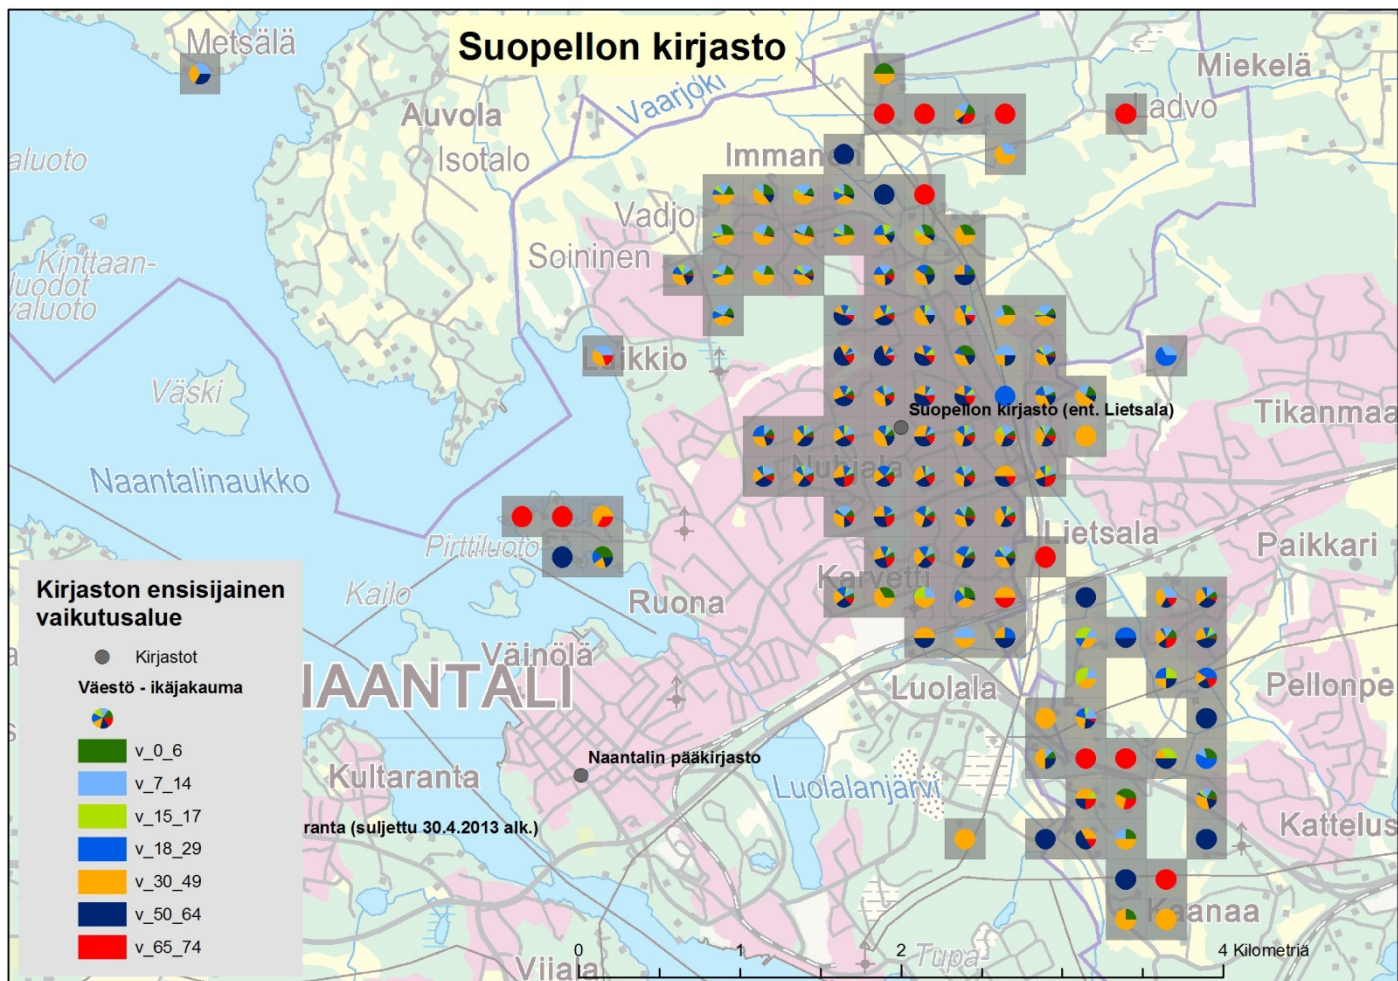 Suopellon kirjasto
Metsälä
Miekelä
Vaarjoki
Ladvo
Auvola
Isotalo
aluoto
Immanen
Vadjo
Soininen
Kinttaan-
luodot
valuoto
Luikkio
Väski
Suopellon kirjasto (ent. Lietsala)
Tikanmaa
Naantalinaukko
Nuhjala
Pirttiluoto
Lietsala
Paikkari
Karvetti
Kailo
Ruona
Väinölä
NAANTALI
Luolala
Pellonpe
Naantalin pääkirjasto
Kultaranta
Luolalanjärvi
ranta (suljettu 30.4.2013 alk.)
Kattelus
Kaanaa
Tupa
Viiala
Kirjaston ensisijainen
vaikutusalue
Kirjastot
Väestö - ikäjakauma
v_0_6
v_7_14
v_15_17
v_18_29
v_30_49
v_50_64
v_65_74
0 1 2 4 Kilometriä